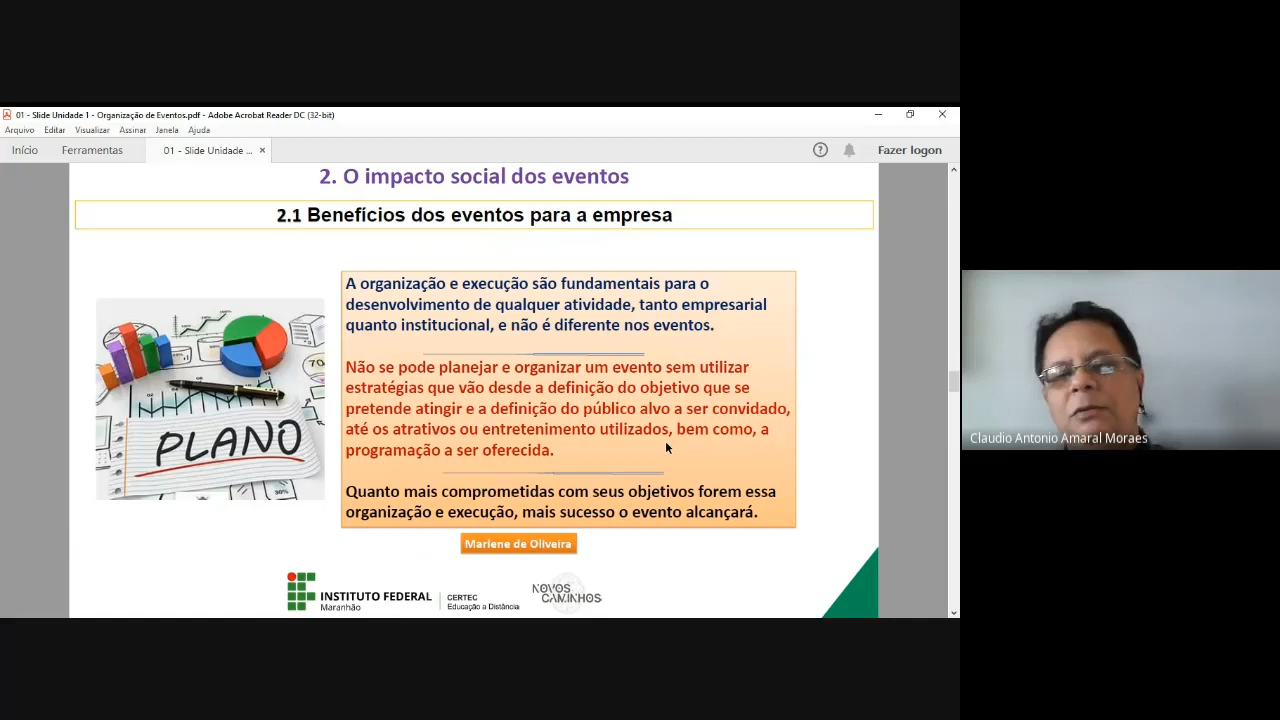 01 - Slide Unidade 1 - Organização de Eventos.pdf - Adobe Acrobat Reader DC (32-bit)
Arquivo Editar Visualizar Assinar Janela Ajuda
Início Ferramentas 01 - Slide Unidade ... × Fazer logon
2. O impacto social dos eventos
2.1 Benefícios dos eventos para a empresa
A organização e execução são fundamentais para o
desenvolvimento de qualquer atividade, tanto empresarial
quanto institucional, e não é diferente nos eventos.
Não se pode planejar e organizar um evento sem utilizar
estratégias que vão desde a definição do objetivo que se
pretende atingir e a definição do público alvo a ser convidado,
até os atrativos ou entretenimento utilizados, bem como, a
programação a ser oferecida.
Quanto mais comprometidas com seus objetivos forem essa
organização e execução, mais sucesso o evento alcançará.
Marlene de Oliveira
PLANO
30%
INSTITUTO FEDERAL
Maranhão
CERTEC
Educação a Distância
NOVOS
CAMINHOS
Claudio Antonio Amaral Moraes